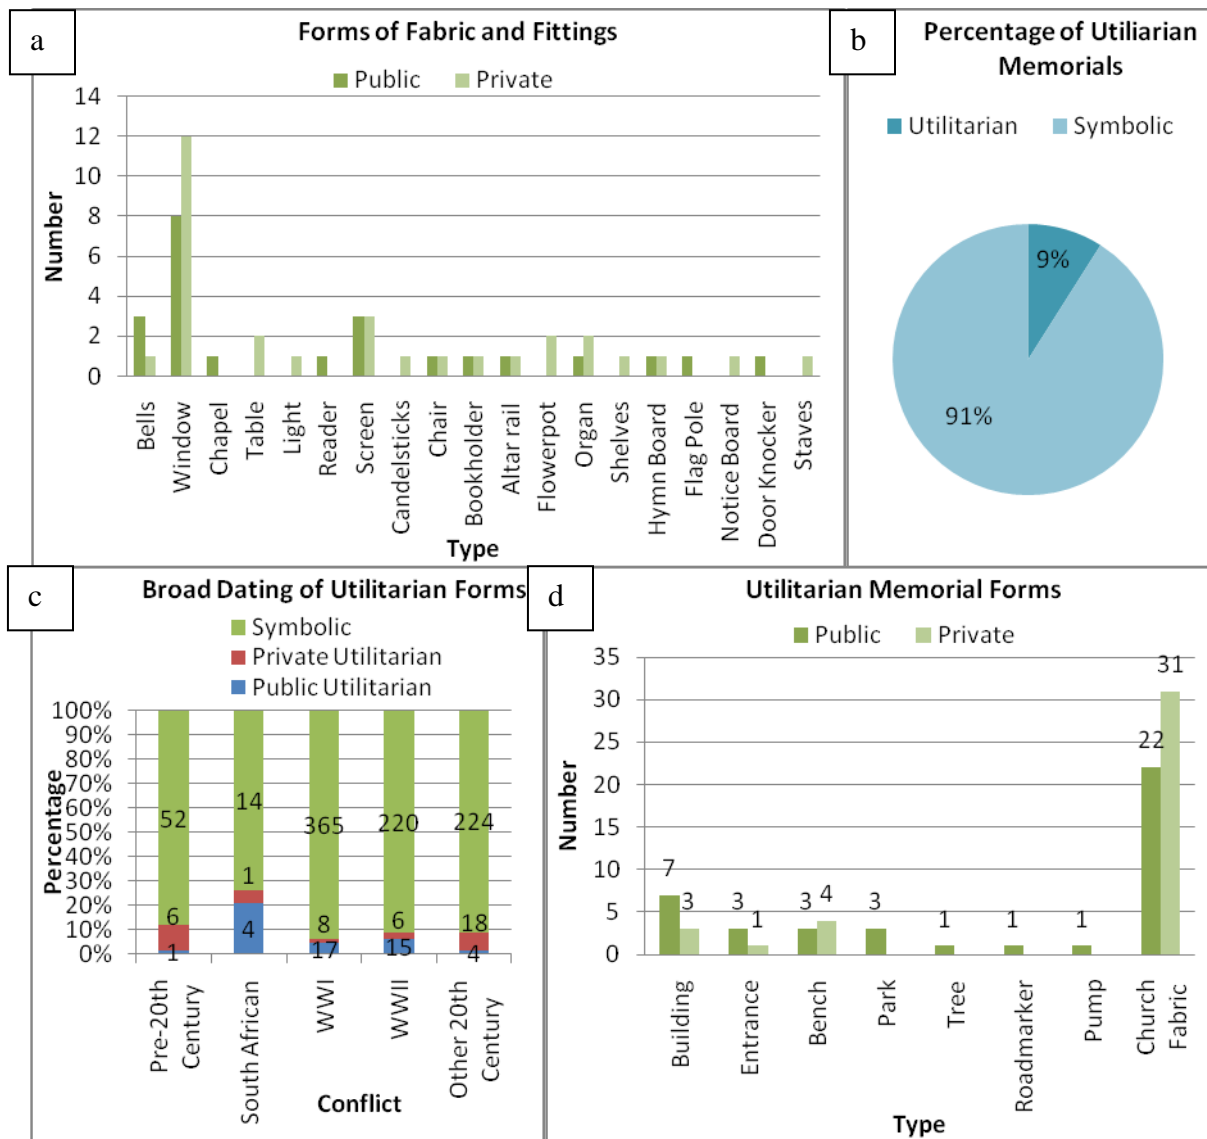 a
Forms of Fabric and Fittings
Public Private
14
12
10
8
6
4
2
0
Number
Bells
Window
Chapel
Table
Light
Reader
Screen
Candelsticks
Chair
Bookholder
Altar rail
Flowerpot
Organ
Shelves
Hymn Board
Flag Pole
Notice Board
Door Knocker
Staves
Type
b
Percentage of Utiliarian
Memorials
Utilitarian Symbolic
9%
91%
c
Broad Dating of Utilitarian Forms
Symbolic
Private Utilitarian
Public Utilitarian
100%
90%
80%
70%
60%
50%
40%
30%
20%
10%
0%
Percentage
52 14 365 220 224
6 1 8 6 18
1 4 17 15 4
Pre-20th
Century
South African
WWI
WWII
Other 20th
Century
Conflict
d
Utilitarian Memorial Forms
Public Private
35
30
25
20
15
10
5
0
Number
7 3 3 1 3 4 3 1 1 1 22 31
Building
Entrance
Bench
Park
Tree
Roadmarker
Pump
Church
Fabric
Type